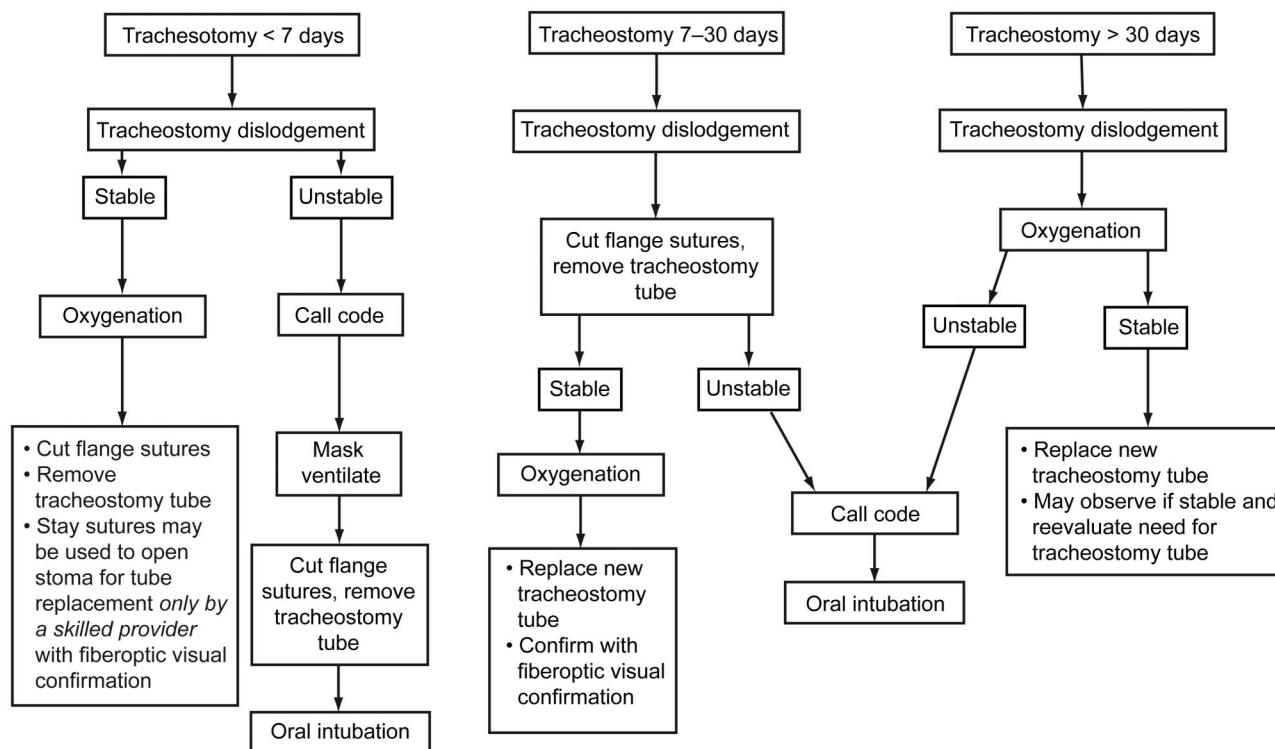 Trachesotomy < 7 days
Tracheostomy dislodgement
Stable
Unstable
Oxygenation
Call code
• Cut flange sutures
• Remove
tracheostomy tube
• Stay sutures may
be used to open
stoma for tube
replacement only by
a skilled provider
with fiberoptic visual
confirmation
Mask
ventilate
Cut flange
sutures, remove
tracheostomy
tube
Oral intubation
Tracheostomy 7–30 days
Tracheostomy dislodgement
Cut flange sutures,
remove tracheostomy
tube
Stable
Unstable
Oxygenation
• Replace new
tracheostomy
tube
• Confirm with
fiberoptic visual
confirmation
Tracheostomy > 30 days
Tracheostomy dislodgement
Oxygenation
Unstable
Stable
Call code
Oral intubation
• Replace new
tracheostomy tube
• May observe if stable and
reevaluate need for
tracheostomy tube